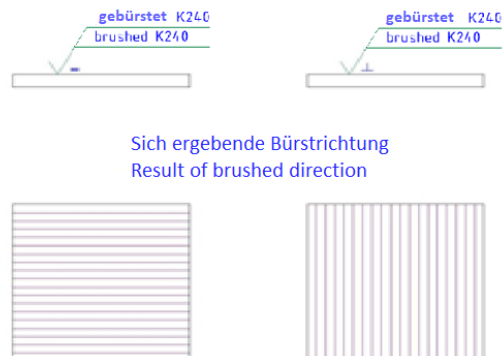 gebürstet K240
brushed K240
gebürstet K240
brushed K240
Sich ergebende Bürstrichtung
Result of brushed direction